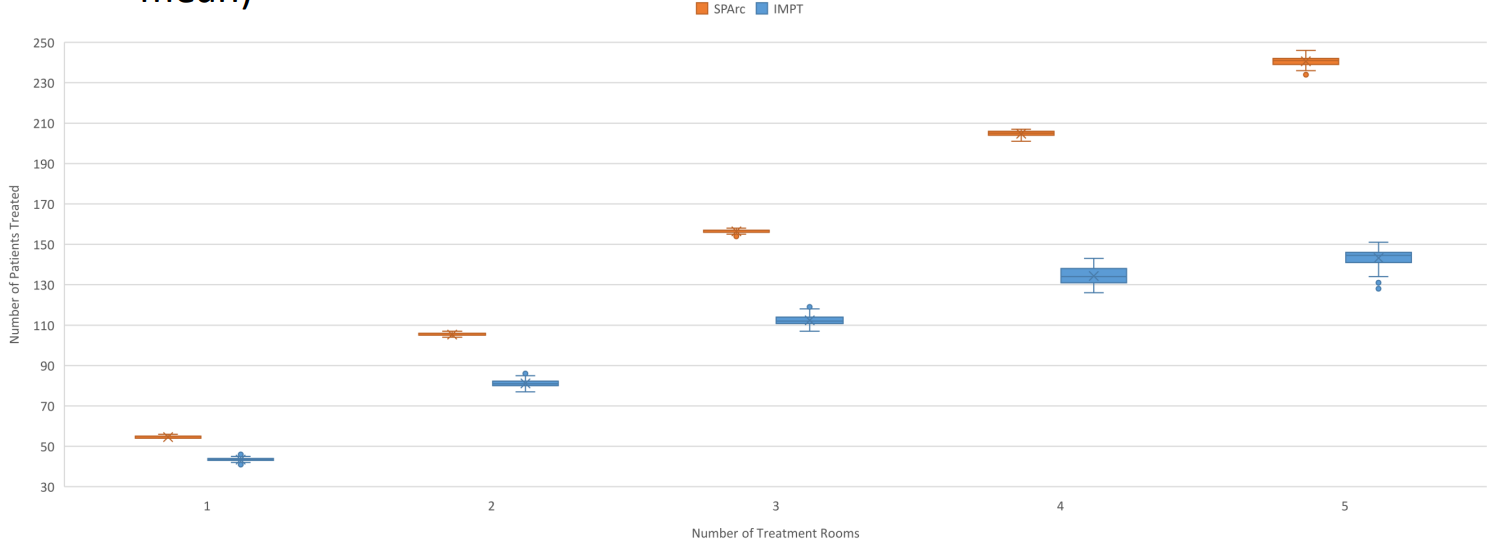 mean)
SPArc IMPT
250
230
210
190
170
150
130
110
90
70
50
30
Number of Patients Treated
1 2 3 4 5
Number of Treatment Rooms